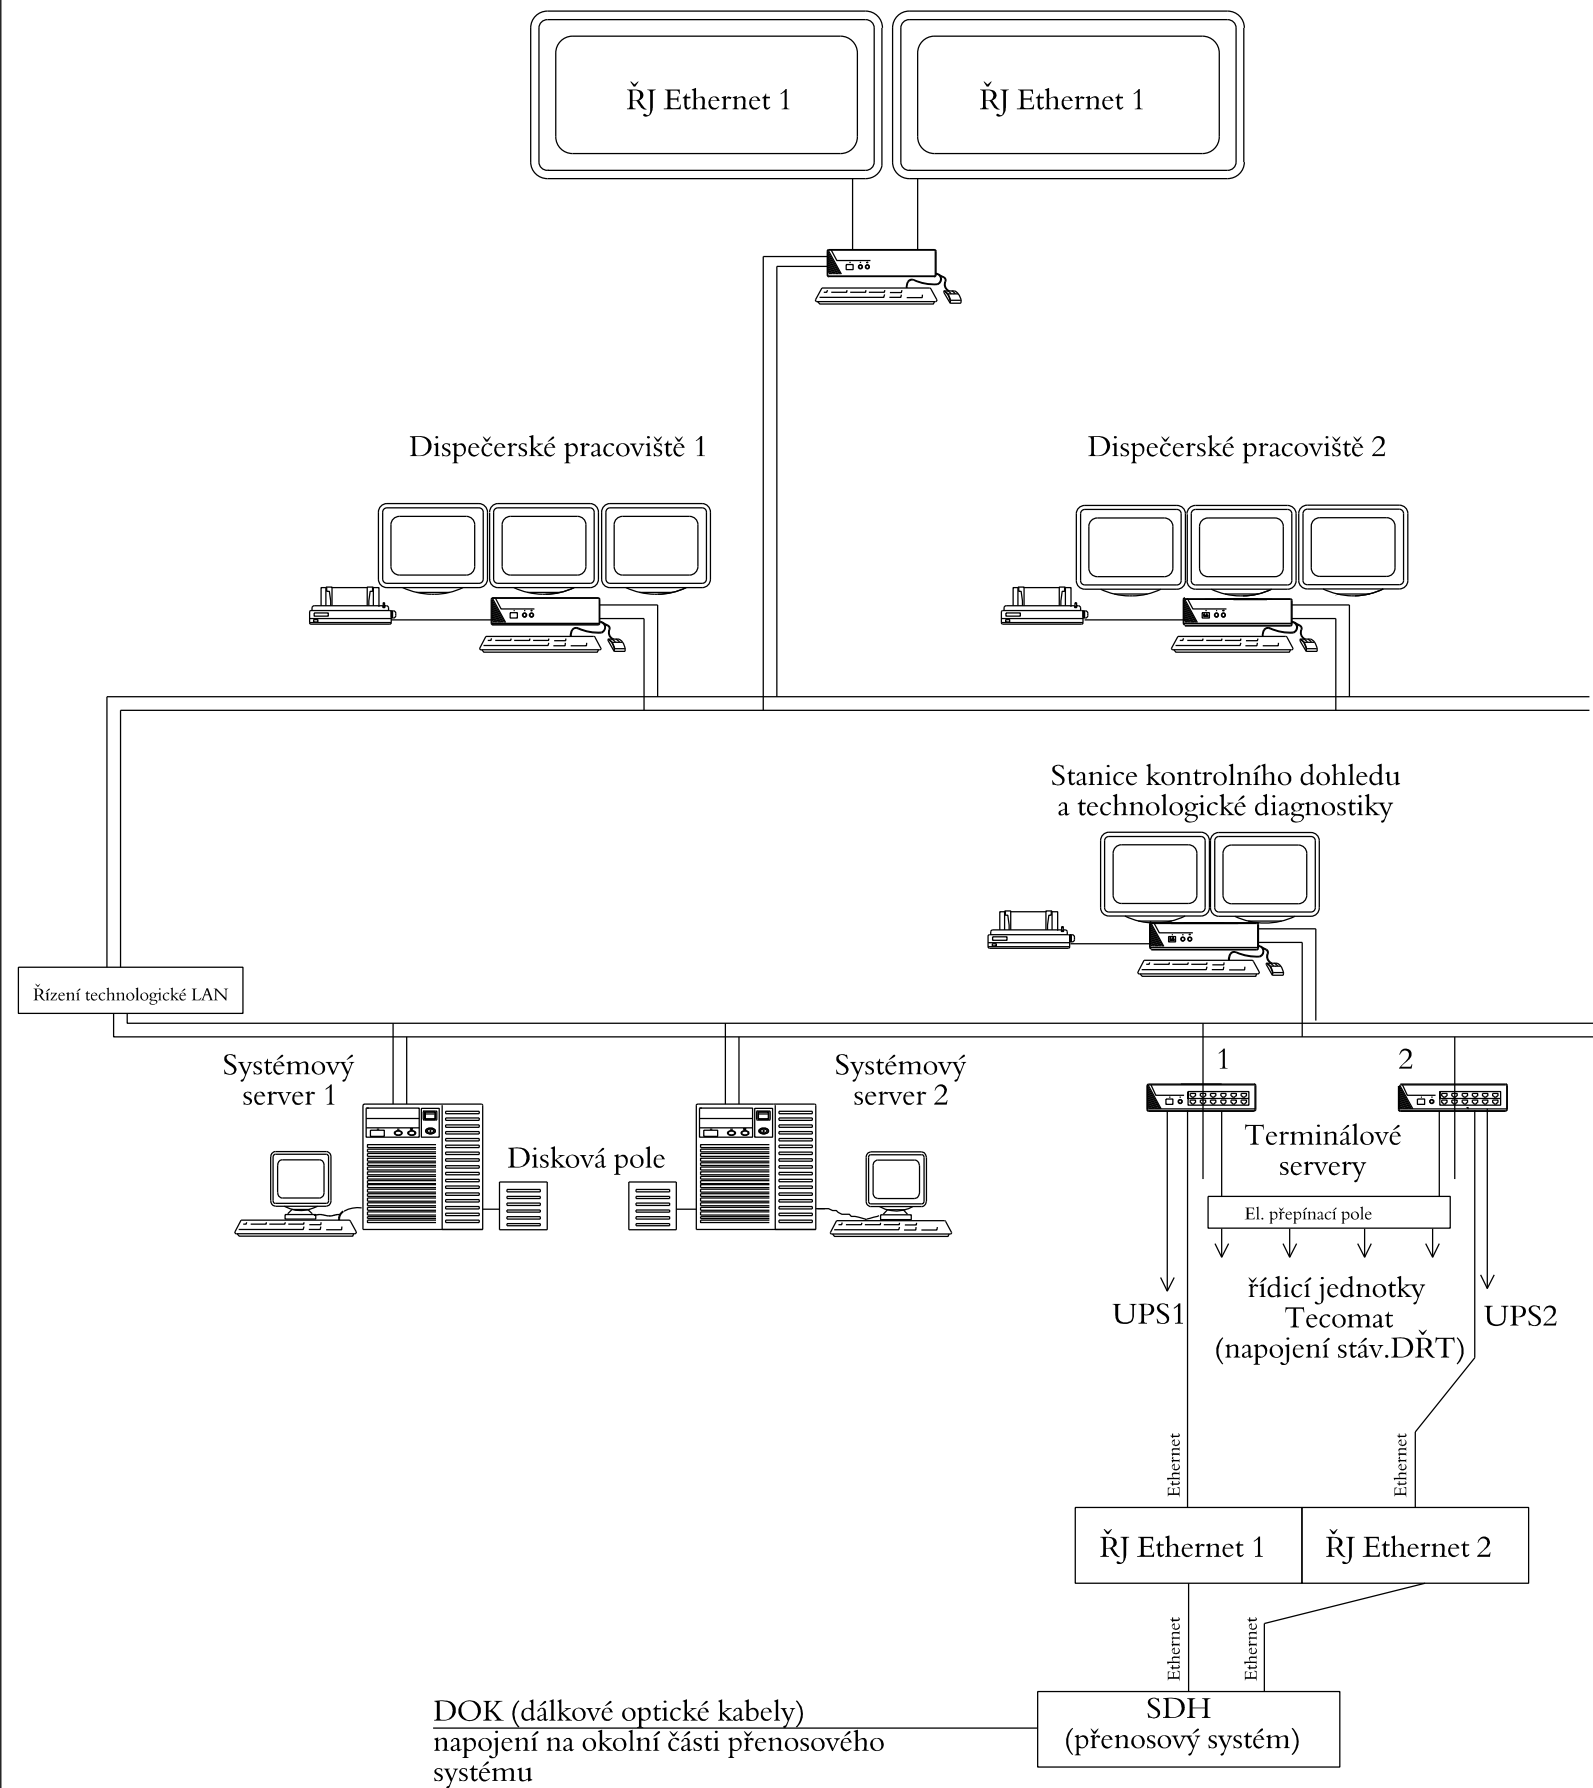 ŘJ Ethernet 1
ŘJ Ethernet 1
Dispečerské pracoviště 1
Dispečerské pracoviště 2
Stanice kontrolního dohledu
a technologické diagnostiky
Řízení technologické LAN
Systémový
server 1
Systémový
server 2
1
2
Disková pole
Terminálové
servery
El. přepínací pole
UPS1
řídicí jednotky
Tecomat
(napojení stáv.DŘT)
UPS2
Ethernet
Ethernet
ŘJ Ethernet 1
ŘJ Ethernet 2
Ethernet
Ethernet
DOK (dálkové optické kabely)
napojení na okolní části přenosového
systému
SDH
(přenosový systém)